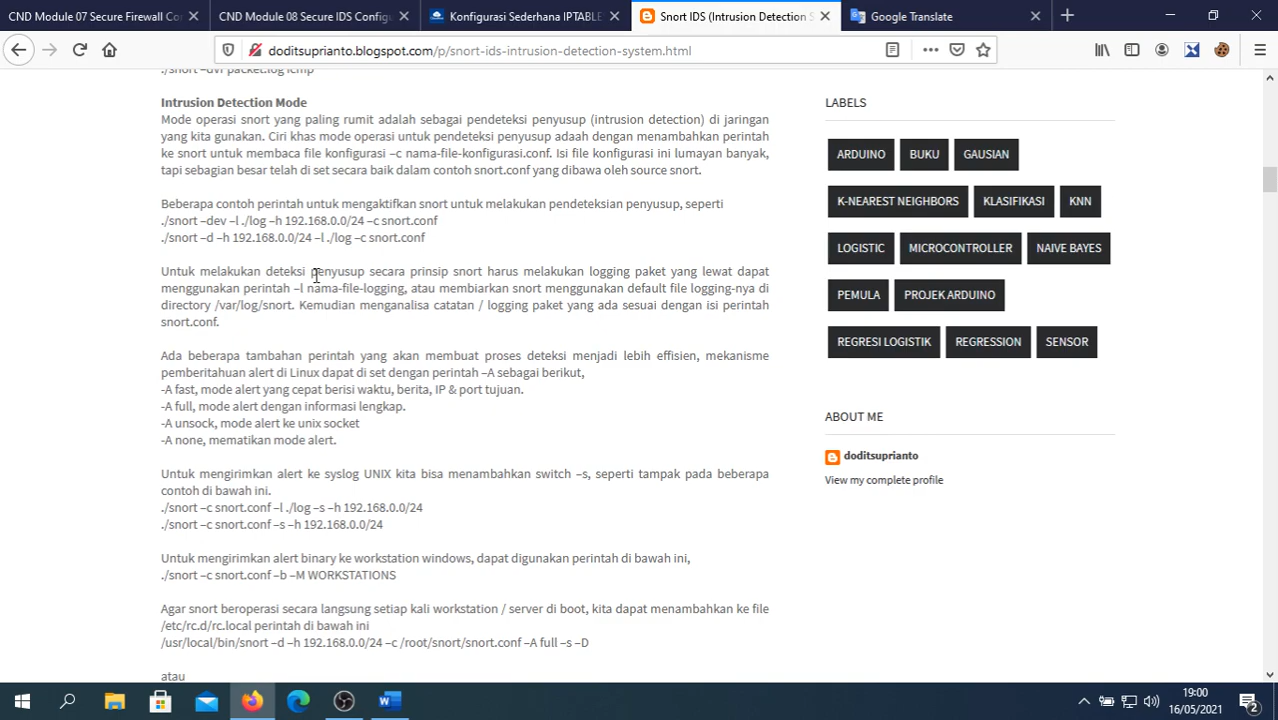 CND Module 07 Secure Firewall Co
CND Module 08 Secure IDS Config
Konfigurasi Sederhana IPTABLE
Snort IDS (Intrusion Detection S
Google Translate
doditsuprianto.blogspot.com/p/snort-ids-intrusion-detection-system.html
./snort –dvr packet.log icmp
Intrusion Detection Mode
Mode operasi snort yang paling rumit adalah sebagai pendeteksi penyusup (intrusion detection) di jaringan
yang kita gunakan. Ciri khas mode operasi untuk pendeteksi penyusup adaah dengan menambahkan perintah
ke snort untuk membaca file konfigurasi –c nama-file-konfigurasi.conf. Isi file konfigurasi ini lumayan banyak,
tapi sebagian besar telah di set secara baik dalam contoh snort.conf yang dibawa oleh source snort.
Beberapa contoh perintah untuk mengaktifkan snort untuk melakukan pendeteksian penyusup, seperti
./snort –dev –l ./log –h 192.168.0.0/24 –c snort.conf
./snort –d –h 192.168.0.0/24 –l ./log –c snort.conf
Untuk melakukan deteksi penyusup secara prinsip snort harus melakukan logging paket yang lewat dapat
menggunakan perintah –l nama-file-logging, atau membiarkan snort menggunakan default file logging-nya di
directory /var/log/snort. Kemudian menganalisa catatan / logging paket yang ada sesuai dengan isi perintah
snort.conf.
Ada beberapa tambahan perintah yang akan membuat proses deteksi menjadi lebih effisien, mekanisme
pemberitahuan alert di Linux dapat di set dengan perintah –A sebagai berikut,
-A fast, mode alert yang cepat berisi waktu, berita, IP & port tujuan.
-A full, mode alert dengan informasi lengkap.
-A unsock, mode alert ke unix socket
-A none, mematikan mode alert.
Untuk mengirimkan alert ke syslog UNIX kita bisa menambahkan switch –s, seperti tampak pada beberapa
contoh di bawah ini.
./snort –c snort.conf –l ./log –s –h 192.168.0.0/24
./snort –c snort.conf –s –h 192.168.0.0/24
Untuk mengirimkan alert binary ke workstation windows, dapat digunakan perintah di bawah ini,
./snort –c snort.conf –b –M WORKSTATIONS
Agar snort beroperasi secara langsung setiap kali workstation / server di boot, kita dapat menambahkan ke file
/etc/rc.d/rc.local perintah di bawah ini
/usr/local/bin/snort –d –h 192.168.0.0/24 –c /root/snort/snort.conf –A full –s –D
atau
LABELS
ARDUINO BUKU GAUSIAN
K-NEAREST NEIGHBORS KLASIFIKASI KNN
LOGISTIC MICROCONTROLLER NAIVE BAYES
PEMULA PROJEK ARDUINO
REGRESI LOGISTIK REGRESSION SENSOR
ABOUT ME
doditsuprianto
View my complete profile
19:00
16/05/2021
2